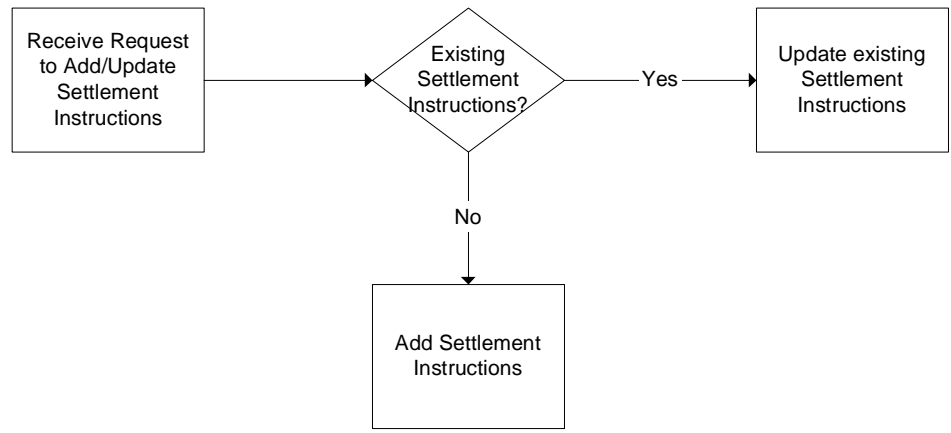 Receive Request
to Add/Update
Settlement
Instructions
Existing
Settlement
Instructions?
Yes
Update existing
Settlement
Instructions
No
Add Settlement
Instructions